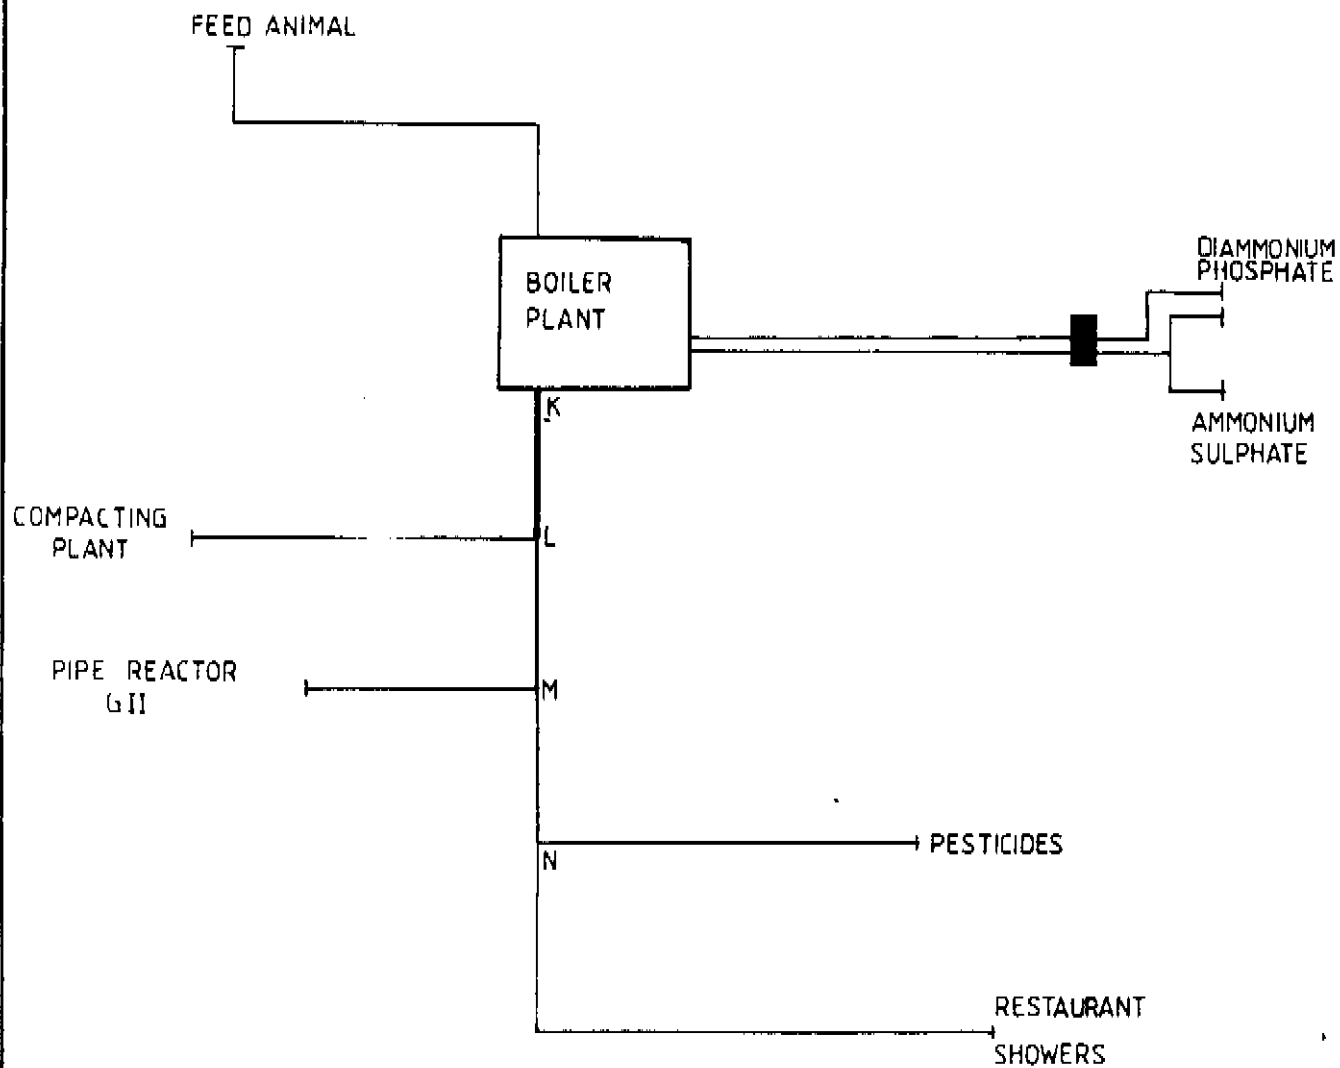 FEED ANIMAL
DIAMMONIUM
PHOSPHATE
BOILER
PLANT
K
AMMONIUM
SULPHATE
COMPACTING
PLANT
L
PIPE REACTOR
GII
M
PESTICIDES
N
RESTAURANT
SHOWERS